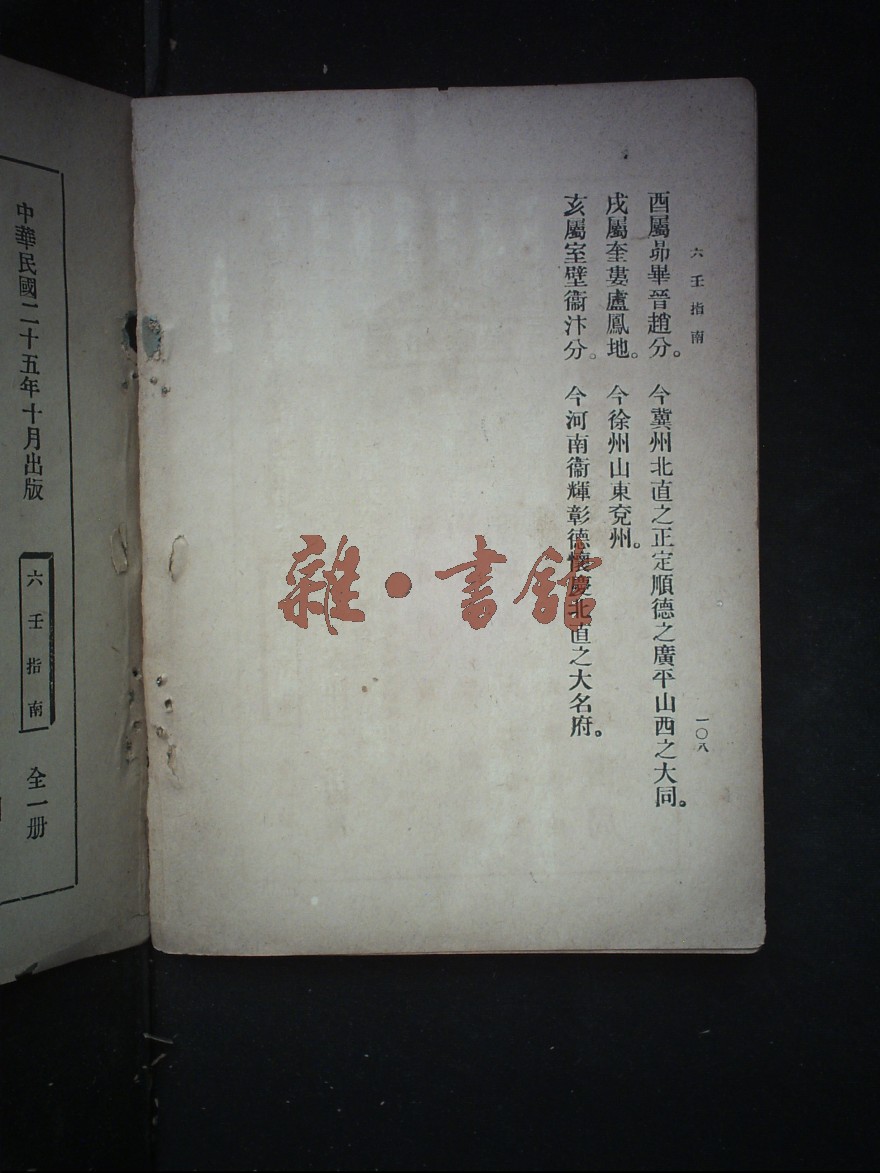 六壬指南
酉屬昴畢晉趙分。 今冀州北直之正定順德之廣平山西之大同。
戌屬奎婁盧鳳地。 今徐州山東兗州。
亥屬室壁衞汴分。 今河南衞輝彰德懷慶北直之大名府。
一〇八
雜・書館
中華民國二十五年十月出版
六壬指南
全一册